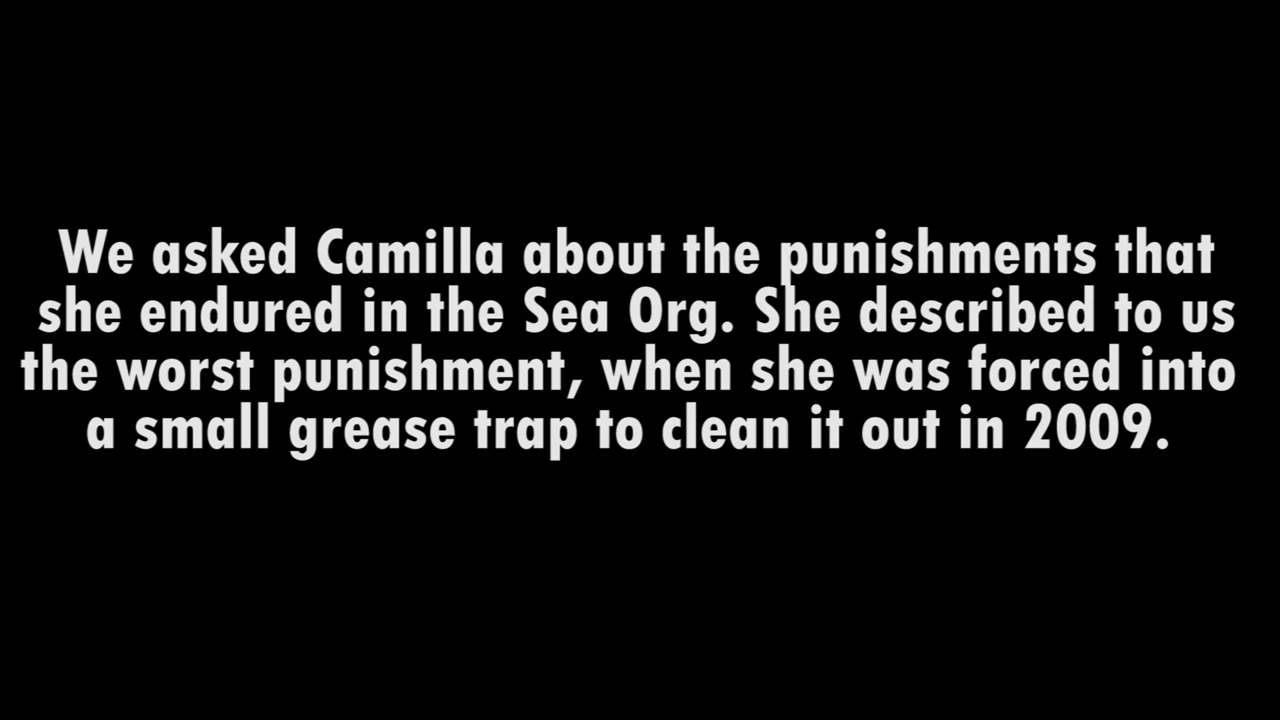 We asked Camilla about the punishments that
she endured in the Sea Org. She described to us
the worst punishment, when she was forced into
a small grease trap to clean it out in 2009.